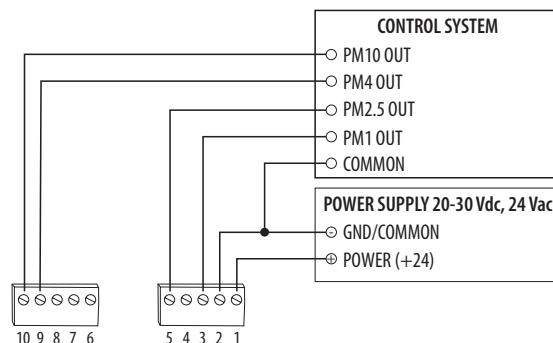 CONTROL SYSTEM
PM10 OUT
PM4 OUT
PM2.5 OUT
PM1 OUT
COMMON
POWER SUPPLY 20-30 Vdc, 24 Vac
GND/COMMON
POWER (+24)
10 9 8 7 6
5 4 3 2 1